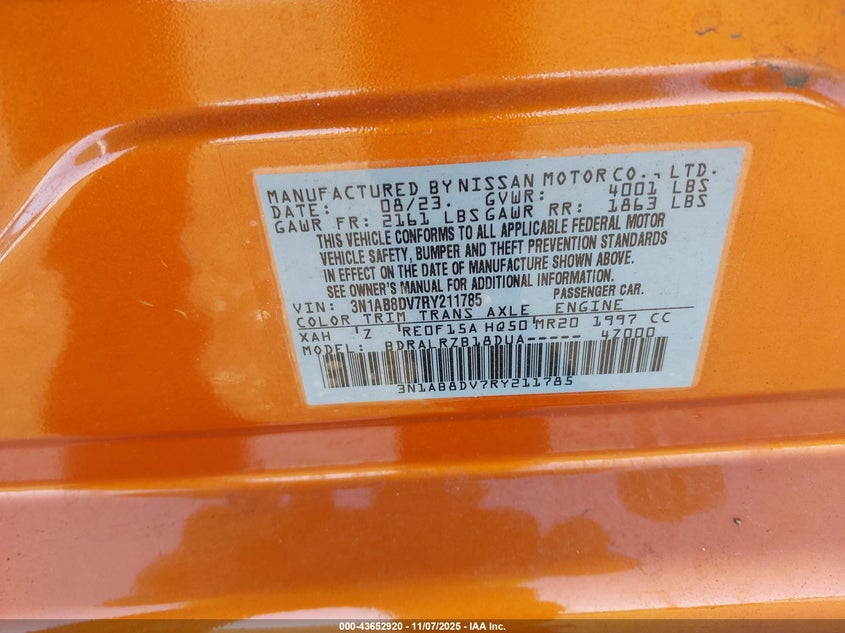 MANUFACTURED BY NISSAN MOTOR CO., LTD.
DATE: 08/23. GVWR: 4001 LBS
GAWR FR: 2161 LBS GAWR RR: 1863 LBS
THIS VEHICLE CONFORMS TO ALL APPLICABLE FEDERAL MOTOR
VEHICLE SAFETY, BUMPER AND THEFT PREVENTION STANDARDS
IN EFFECT ON THE DATE OF MANUFACTURE SHOWN ABOVE.
SEE OWNER'S MANUAL FOR ADDITIONAL INFORMATION.
VIN: 3N1AB8DV7RY211785 PASSENGER CAR.
COLOR TRIM TRANS AXLE ENGINE
XAH Z RE0F15A HQ50 MR20 1997 CC
MODEL: BDRALRZB18DUA----- 4Z000
3N1AB8DV7RY211785
000-43652920 - 11/07/2025 - IAA Inc.